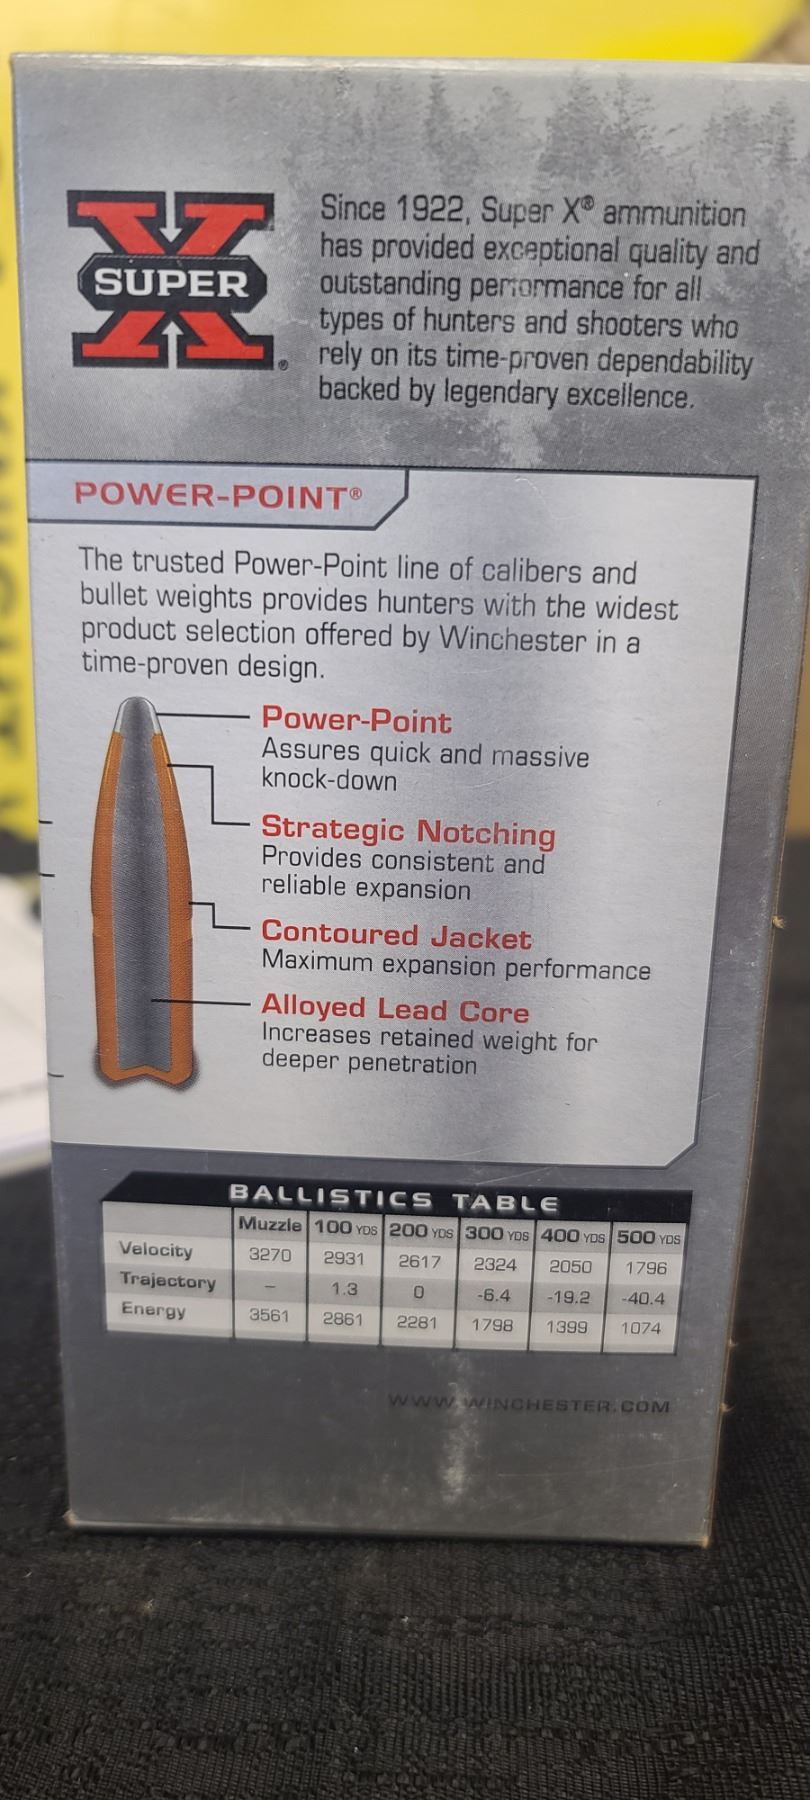 SUPER X®
Since 1922, Super X® ammunition
has provided exceptional quality and
outstanding performance for all
types of hunters and shooters who
rely on its time-proven dependability
backed by legendary excellence.
POWER-POINT®
The trusted Power-Point line of calibers and
bullet weights provides hunters with the widest
product selection offered by Winchester in a
time-proven design.
Power-Point
Assures quick and massive
knock-down
Strategic Notching
Provides consistent and
reliable expansion
Contoured Jacket
Maximum expansion performance
Alloyed Lead Core
Increases retained weight for
deeper penetration
BALLISTICS TABLE
Muzzle 100 YDS 200 YDS 300 YDS 400 YDS 500 YDS
Velocity 3270 2931 2617 2324 2050 1796
Trajectory – 1.3 0 -6.4 -19.2 -40.4
Energy 3561 2861 2281 1798 1399 1074
WWW.WINCHESTER.COM